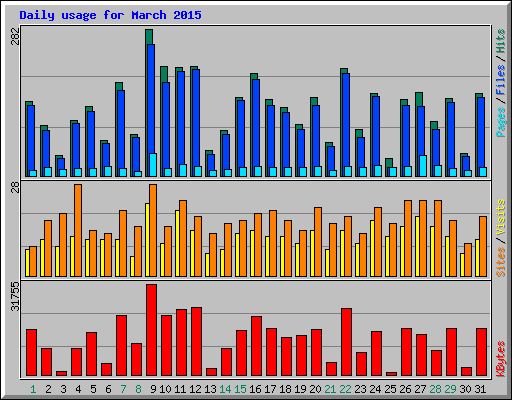 Daily usage for March 2015
282
Pages / Files / Hits
28
Sites / Visits
31755
KBytes
1 2 3 4 5 6 7 8 9 10 11 12 13 14 15 16 17 18 19 20 21 22 23 24 25 26 27 28 29 30 31